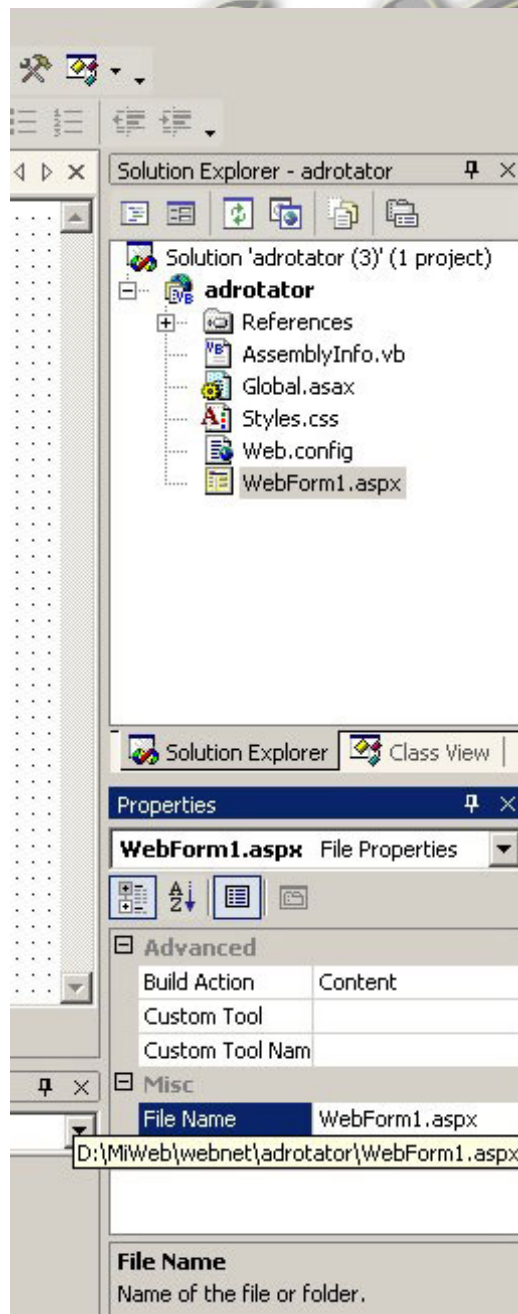 Solution Explorer - adrotator
Solution 'adrotator (3)' (1 project)
adrotator
References
AssemblyInfo.vb
Global.asax
Styles.css
Web.config
WebForm1.aspx
Solution Explorer
Class View
Properties
WebForm1.aspx File Properties
Advanced
Build Action Content
Custom Tool
Custom Tool Nam
Misc
File Name WebForm1.aspx
D:\MiWeb\webnet\adrotator\WebForm1.aspx
File Name
Name of the file or folder.